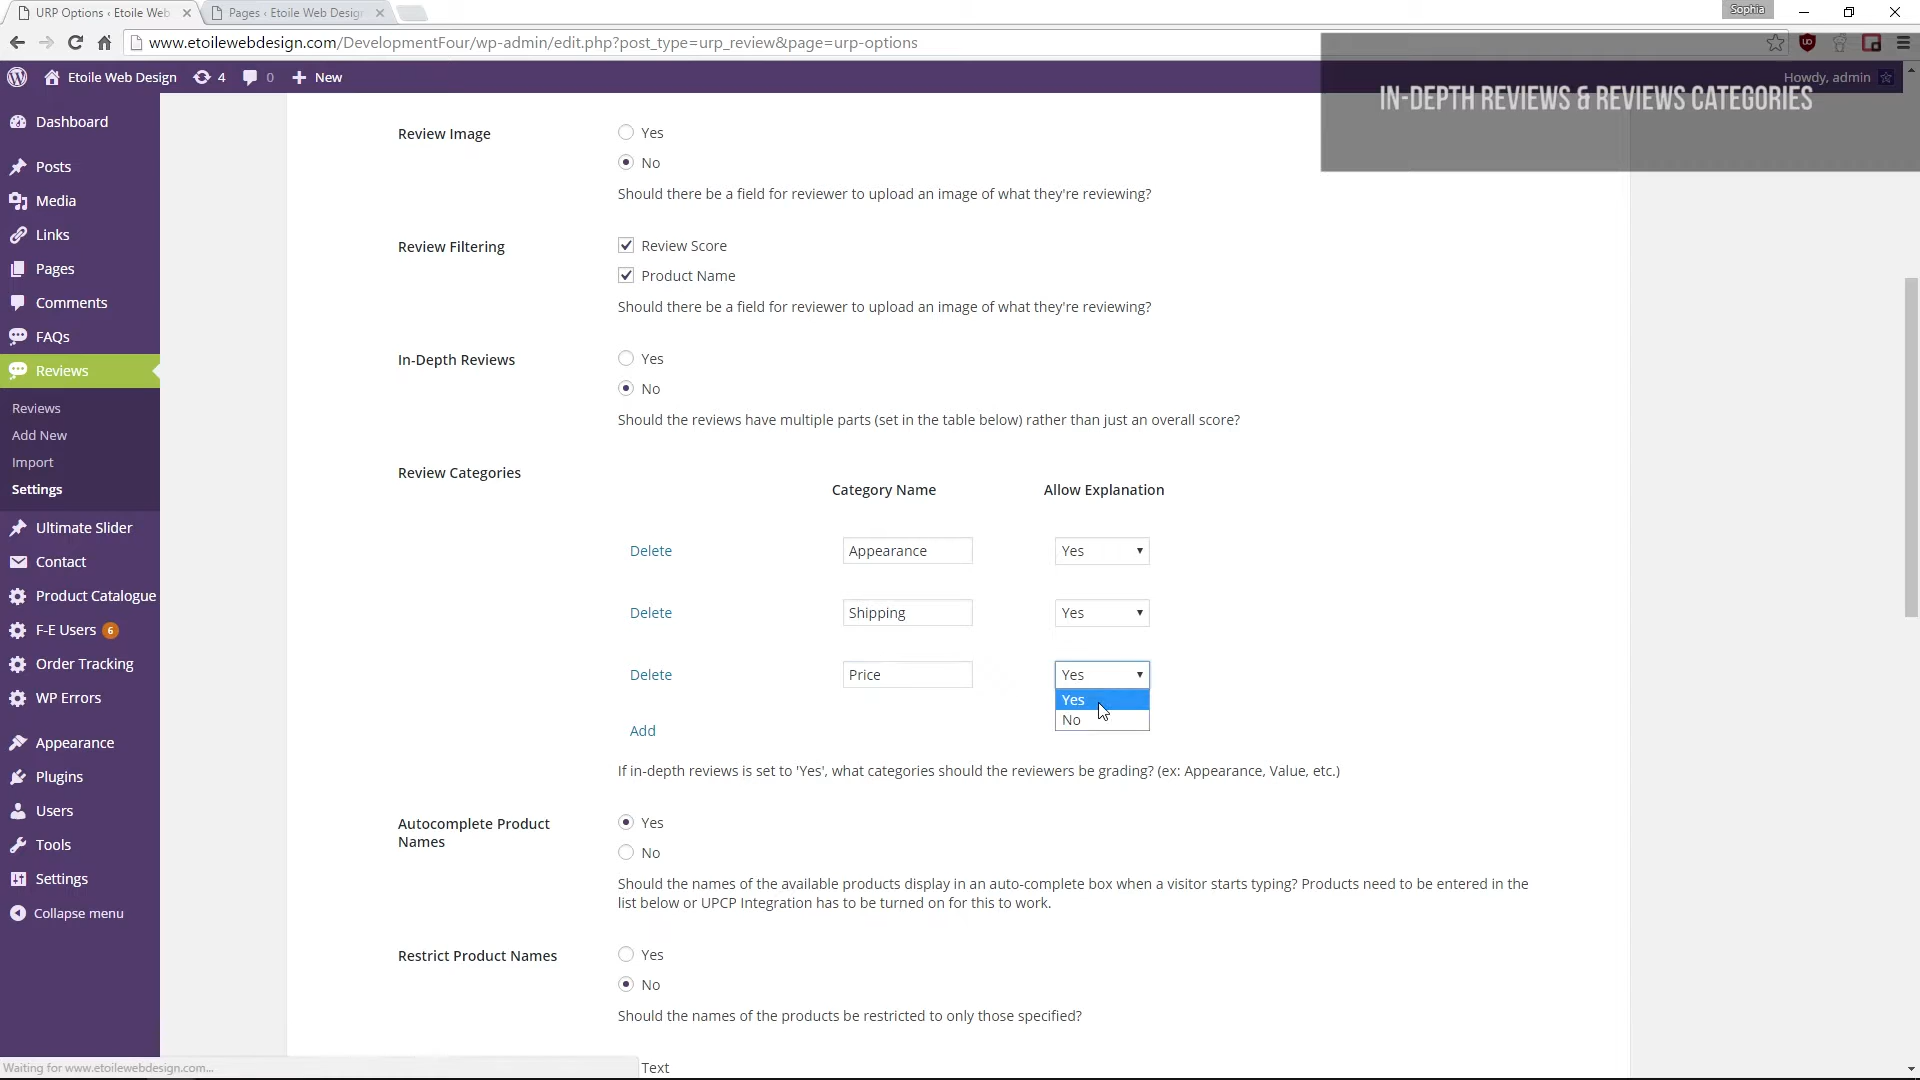 URP Options ‹ Etoile Web
Pages ‹ Etoile Web Design
Sophia
www.etoilewebdesign.com/DevelopmentFour/wp-admin/edit.php?post_type=urp_review&page=urp-options
Etoile Web Design
4
0
New
Howdy, admin
IN-DEPTH REVIEWS & REVIEWS CATEGORIES
Dashboard
Posts
Media
Links
Pages
Comments
FAQs
Reviews
Reviews
Add New
Import
Settings
Ultimate Slider
Contact
Product Catalogue
F-E Users 6
Order Tracking
WP Errors
Appearance
Plugins
Users
Tools
Settings
Collapse menu
Review Image
Yes
No
Should there be a field for reviewer to upload an image of what they're reviewing?
Review Filtering
Review Score
Product Name
Should there be a field for reviewer to upload an image of what they're reviewing?
In-Depth Reviews
Yes
No
Should the reviews have multiple parts (set in the table below) rather than just an overall score?
Review Categories
Category Name Allow Explanation
Delete Appearance Yes
Delete Shipping Yes
Delete Price Yes
Yes
No
Add
If in-depth reviews is set to 'Yes', what categories should the reviewers be grading? (ex: Appearance, Value, etc.)
Autocomplete Product
Names
Yes
No
Should the names of the available products display in an auto-complete box when a visitor starts typing? Products need to be entered in the
list below or UPCP Integration has to be turned on for this to work.
Restrict Product Names
Yes
No
Should the names of the products be restricted to only those specified?
Text
Waiting for www.etoilewebdesign.com...